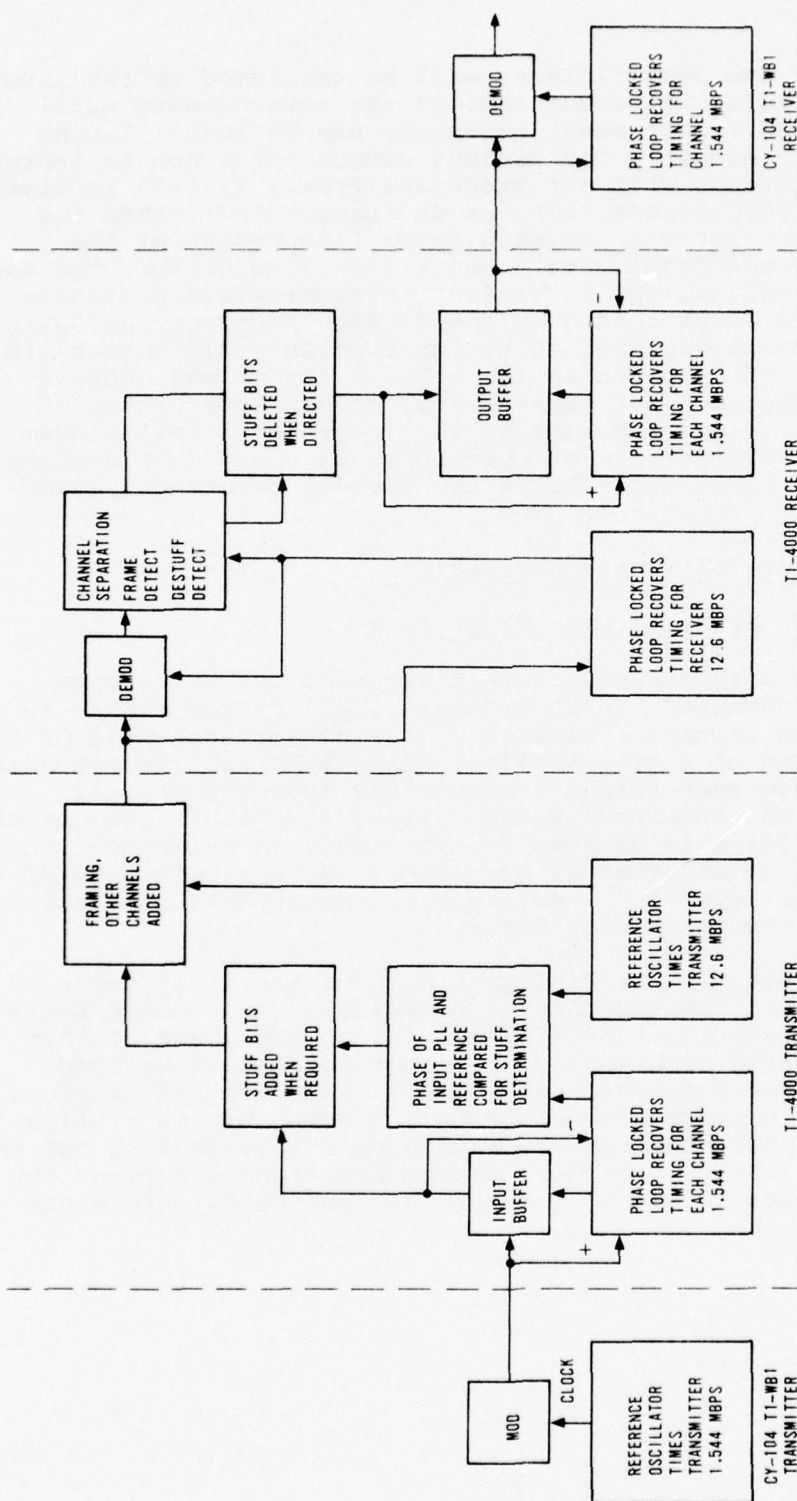 MOD
CLOCK
REFERENCE
OSCILLATOR
TIMES
TRANSMITTER
1.544 MBPS
CY-104 T1-WB1
TRANSMITTER
INPUT
BUFFER
+
−
PHASE LOCKED
LOOP RECOVERS
TIMING FOR
EACH CHANNEL
1.544 MBPS
STUFF BITS
ADDED
WHEN
REQUIRED
PHASE OF
INPUT PLL AND
REFERENCE
COMPARED
FOR STUFF
DETERMINATION
FRAMING,
OTHER
CHANNELS
ADDED
REFERENCE
OSCILLATOR
TIMES
TRANSMITTER
12.6 MBPS
T1-4000 TRANSMITTER
DEMOD
CHANNEL
SEPARATION
FRAME
DETECT
DESTUFF
DETECT
PHASE LOCKED
LOOP RECOVERS
TIMING FOR
RECEIVER
12.6 MBPS
STUFF BITS
DELETED
WHEN
DIRECTED
OUTPUT
BUFFER
+
−
PHASE LOCKED
LOOP RECOVERS
TIMING FOR
EACH CHANNEL
1.544 MBPS
T1-4000 RECEIVER
DEMOD
PHASE LOCKED
LOOP RECOVERS
TIMING FOR
CHANNEL
1.544 MBPS
CY-104 T1-WB1
RECEIVER